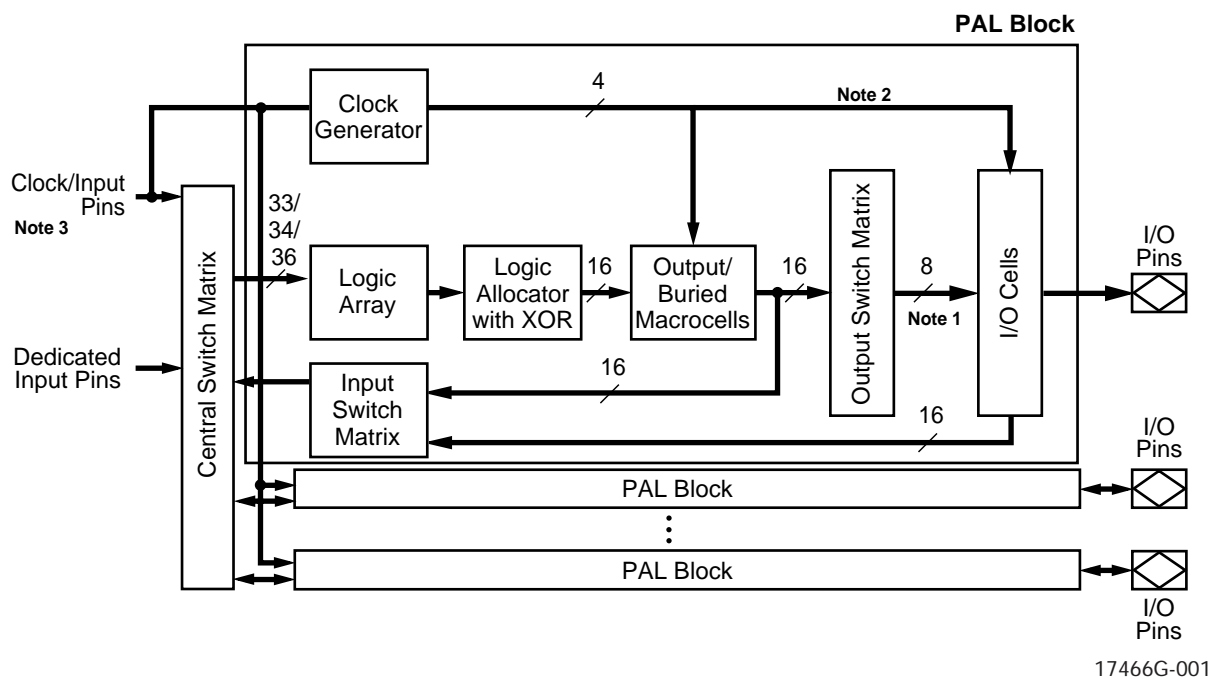 PAL Block
Clock
Generator
4
Note 2
Clock/Input
Pins
Note 3
Central Switch Matrix
33/
34/
36
Logic
Array
Logic
Allocator
with XOR
16
Output/
Buried
Macrocells
16
Output Switch Matrix
8
Note 1
I/O Cells
I/O
Pins
Dedicated
Input Pins
Input
Switch
Matrix
16
16
PAL Block
I/O
Pins
PAL Block
I/O
Pins
17466G-001